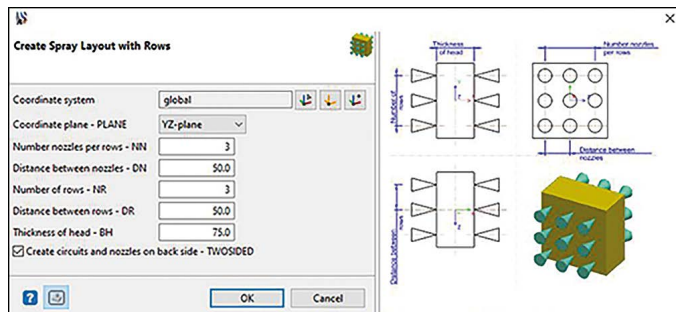 Create Spray Layout with Rows
Coordinate system
global
Coordinate plane - PLANE
YZ-plane
Number nozzles per rows - NN
3
Distance between nozzles - DN
50.0
Number of rows - NR
3
Distance between rows - DR
50.0
Thickness of head - BH
75.0
Create circuits and nozzles on back side - TWOSIDED
OK
Cancel
Thickness
of head
Number nozzles
per rows
Number of
rows
Distance between
nozzles
Distance between
rows